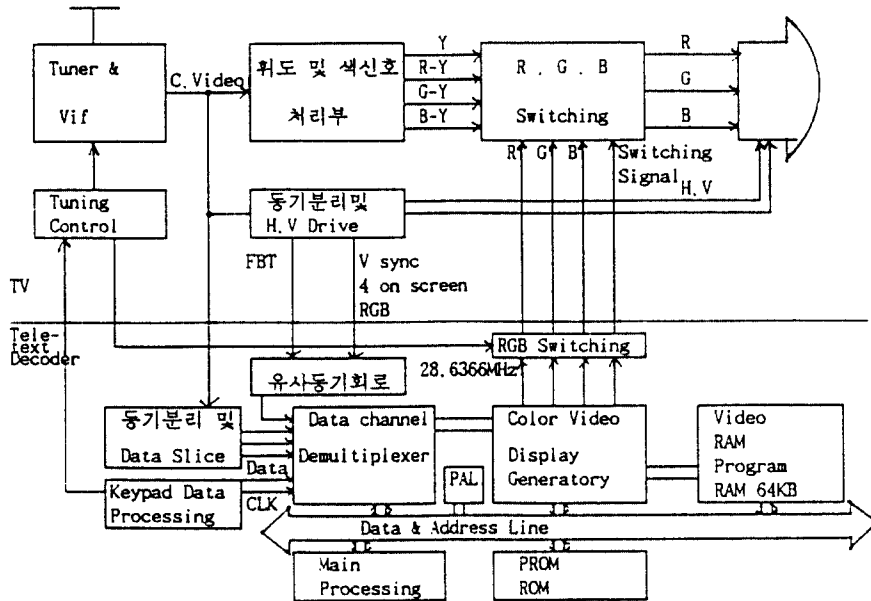 Tuner &
Vif
C.Video
휘도 및 색신호
처리부
Y
R-Y
G-Y
B-Y
R . G . B
Switching
R
G
B
R G B
Switching
Signal
H.V
Tuning
Control
동기분리및
H.V Drive
FBT
V sync
4 on screen
RGB
TV
Tele-
text
Decoder
RGB Switching
28.6366MHz
유사동기회로
동기분리 및
Data Slice
Data channel
Demultiplexer
Color Video
Display
Generatory
Video
RAM
Program
RAM 64KB
Data
CLK
PAL
Keypad Data
Processing
Data & Address Line
Main
Processing
PROM
ROM